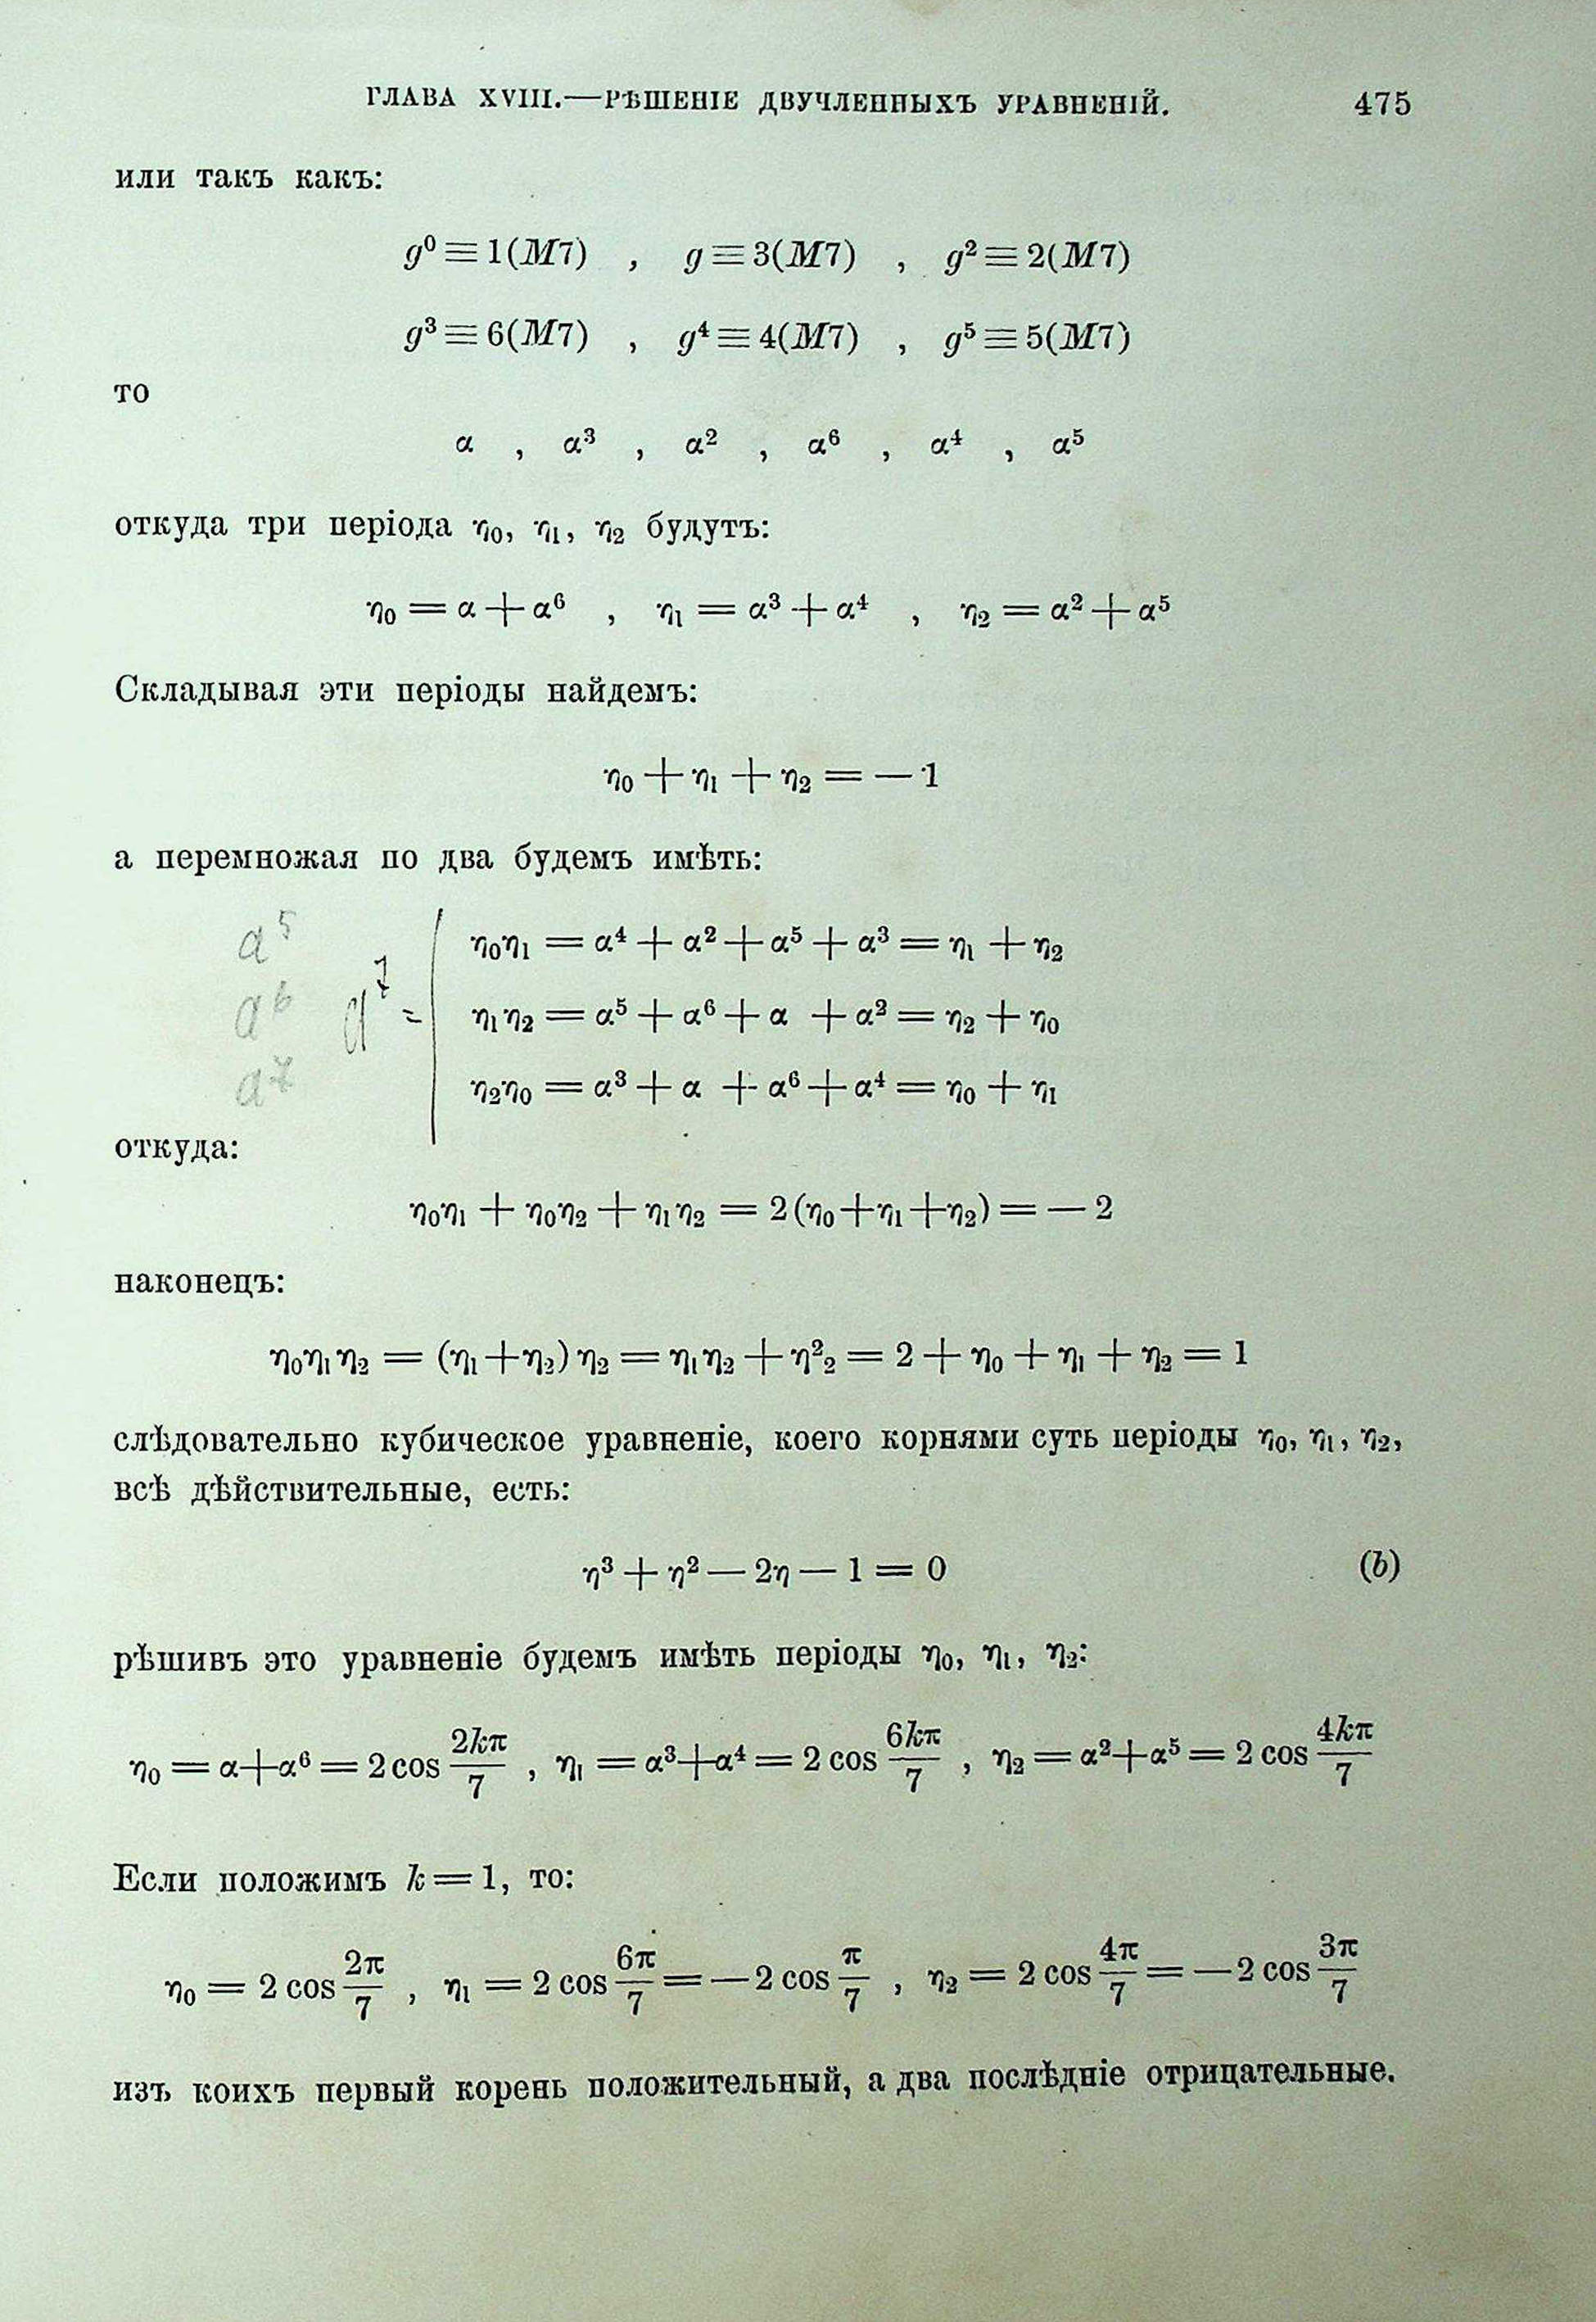 ГЛАВА XVIII.—РѢШЕНІЕ ДВУЧЛЕННЫХЪ УРАВНЕНІЙ. 475
или такъ какъ:
g⁰≡1(M7) , g≡3(M7) , g²≡2(M7)
g³≡6(M7) , g⁴≡4(M7) , g⁵≡5(M7)
то
α , α³ , α² , α⁶ , α⁴ , α⁵
откуда три періода η₀, η₁, η₂ будутъ:
η₀ = α + α⁶ , η₁ = α³ + α⁴ , η₂ = α² + α⁵
Складывая эти періоды найдемъ:
η₀ + η₁ + η₂ = — 1
а перемножая по два будемъ имѣть:
a⁵ η₀η₁ = α⁴ + α² + α⁵ + α³ = η₁ + η₂
a⁶ a⁷ = η₁η₂ = α⁵ + α⁶ + α + α² = η₂ + η₀
a⁷ η₂η₀ = α³ + α + α⁶ + α⁴ = η₀ + η₁
откуда:
η₀η₁ + η₀η₂ + η₁η₂ = 2(η₀+η₁+η₂) = — 2
наконецъ:
η₀η₁η₂ = (η₁+η₂)η₂ = η₁η₂ + η²₂ = 2 + η₀ + η₁ + η₂ = 1
слѣдовательно кубическое уравненіе, коего корнями суть періоды η₀, η₁, η₂,
всѣ дѣйствительные, есть:
η³ + η² — 2η — 1 = 0 (b)
рѣшивъ это уравненіе будемъ имѣть періоды η₀, η₁, η₂:
η₀ = α+α⁶ = 2 cos 2kπ/7 , η₁ = α³+α⁴ = 2 cos 6kπ/7 , η₂ = α²+α⁵ = 2 cos 4kπ/7
Если положимъ k=1, то:
η₀ = 2 cos 2π/7 , η₁ = 2 cos 6π/7 = —2 cos π/7 , η₂ = 2 cos 4π/7 = —2 cos 3π/7
изъ коихъ первый корень положительный, а два послѣдніе отрицательные.